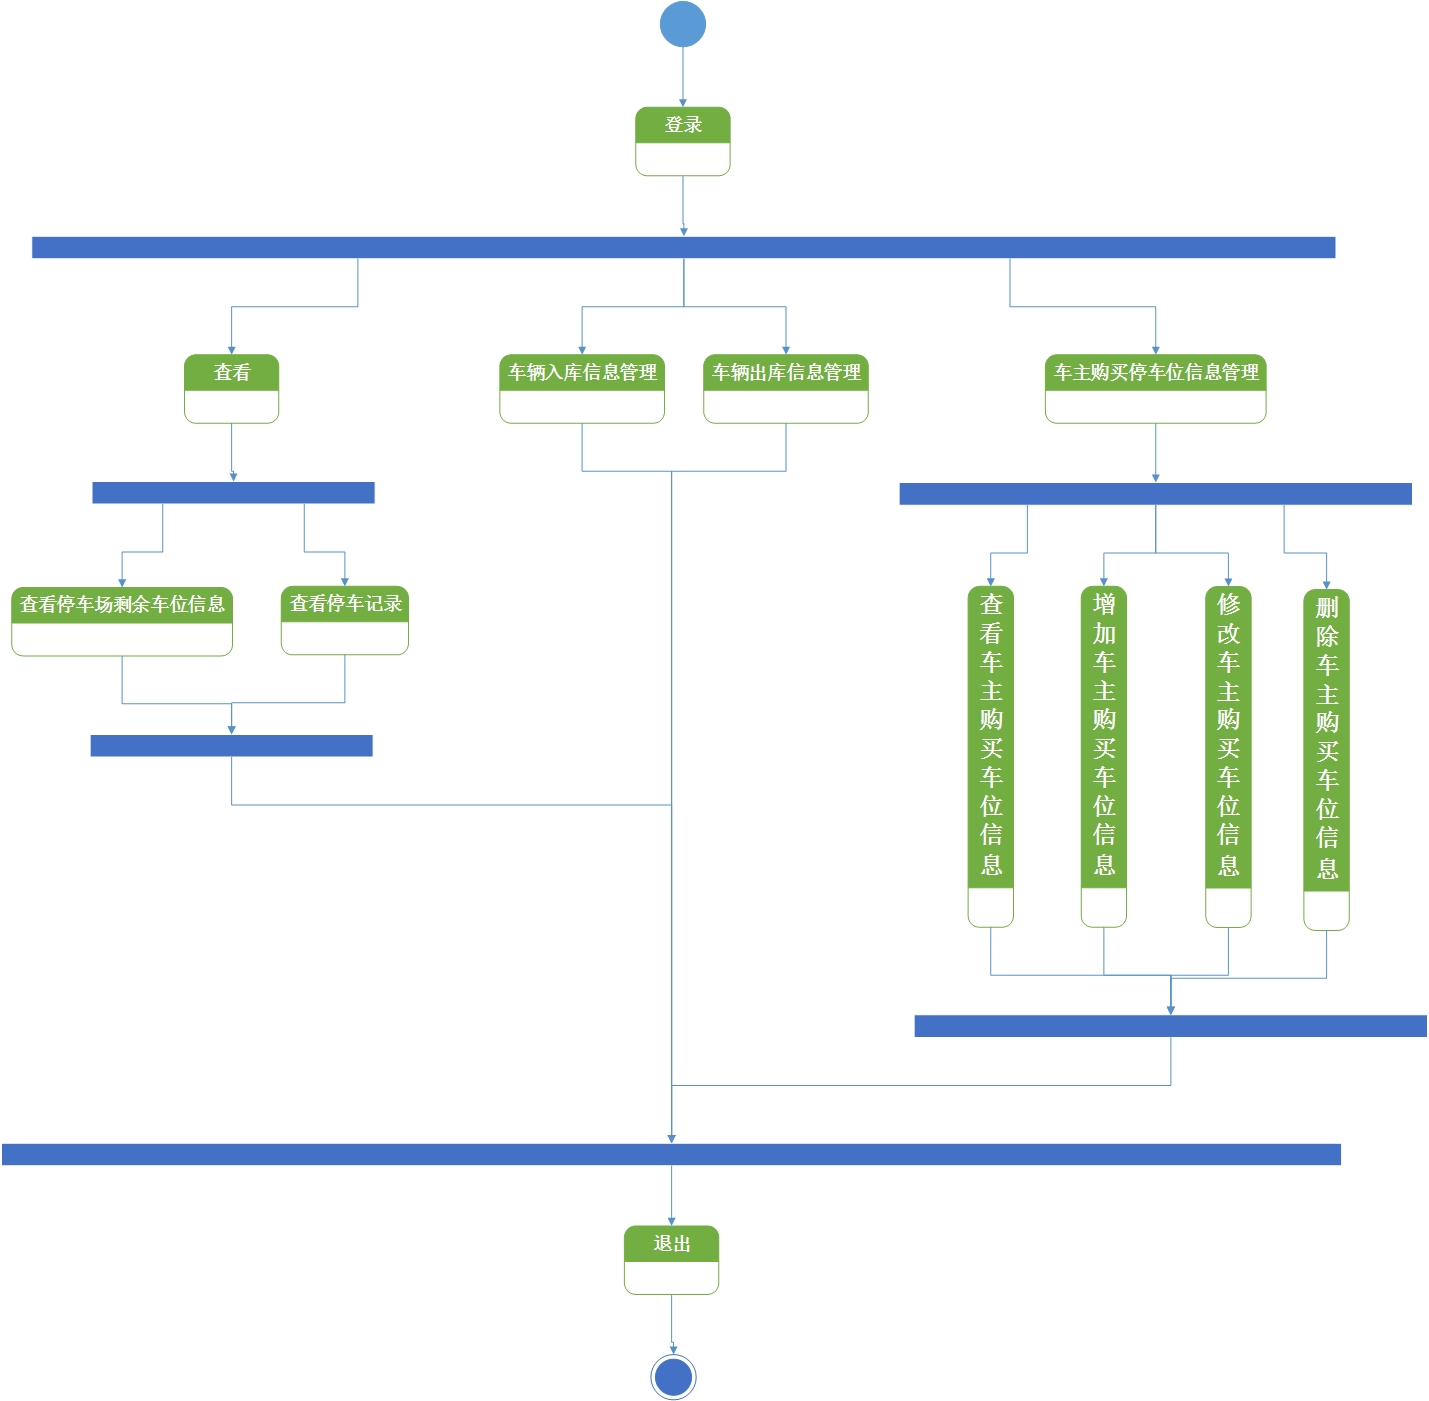 登录
查看
车辆入库信息管理
车辆出库信息管理
车主购买停车位信息管理
查看停车场剩余车位信息
查看停车记录
查看车主购买车位信息
增加车主购买车位信息
修改车主购买车位信息
删除车主购买车位信息
退出